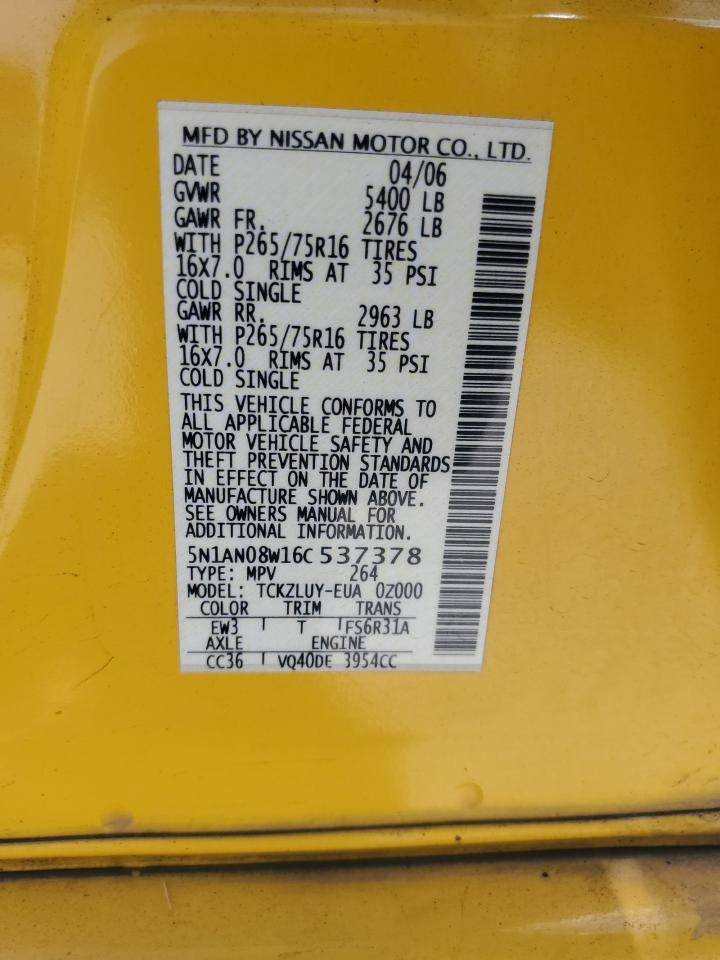 MFD BY NISSAN MOTOR CO., LTD.
DATE 04/06
GVWR 5400 LB
GAWR FR. 2676 LB
WITH P265/75R16 TIRES
16X7.0 RIMS AT 35 PSI
COLD SINGLE
GAWR RR. 2963 LB
WITH P265/75R16 TIRES
16X7.0 RIMS AT 35 PSI
COLD SINGLE
THIS VEHICLE CONFORMS TO
ALL APPLICABLE FEDERAL
MOTOR VEHICLE SAFETY AND
THEFT PREVENTION STANDARDS
IN EFFECT ON THE DATE OF
MANUFACTURE SHOWN ABOVE.
SEE OWNERS MANUAL FOR
ADDITIONAL INFORMATION.
5N1AN08W16C 537378
TYPE: MPV 264
MODEL: TCKZLUY-EUA 0Z000
COLOR TRIM TRANS
EW3 T FS6R31A
AXLE ENGINE
CC36 VQ40DE 3954CC